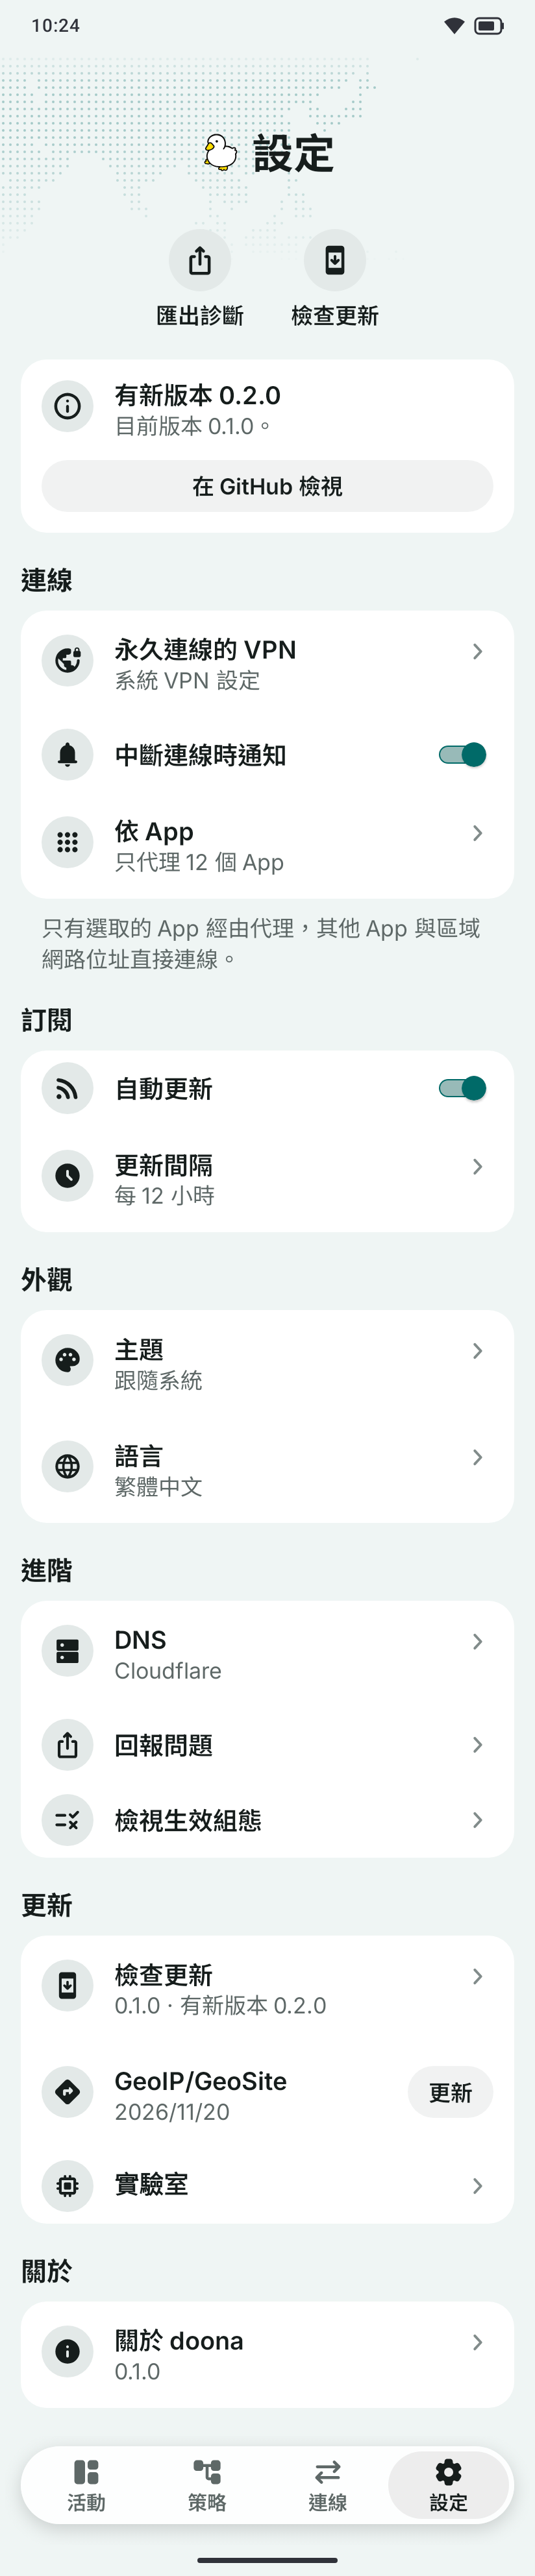 10:24
設定
匯出診斷
檢查更新
有新版本 0.2.0
目前版本 0.1.0。
在 GitHub 檢視
連線
永久連線的 VPN
系統 VPN 設定
中斷連線時通知
依 App
只代理 12 個 App
只有選取的 App 經由代理，其他 App 與區域
網路位址直接連線。
訂閱
自動更新
更新間隔
每 12 小時
外觀
主題
跟隨系統
語言
繁體中文
進階
DNS
Cloudflare
回報問題
檢視生效組態
更新
檢查更新
0.1.0 · 有新版本 0.2.0
GeoIP/GeoSite
2026/11/20
更新
實驗室
關於
關於 doona
0.1.0
活動
策略
連線
設定